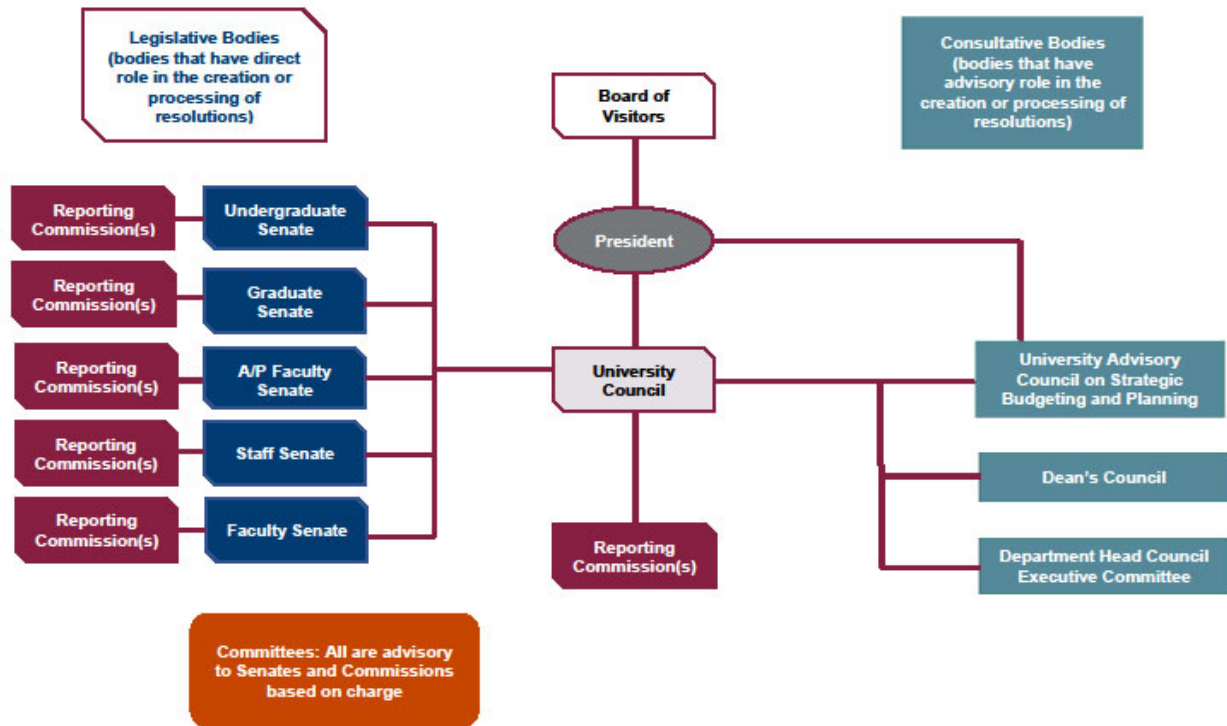 Legislative Bodies
(bodies that have direct
role in the creation or
processing of
resolutions)
Board of
Visitors
Consultative Bodies
(bodies that have
advisory role in the
creation or processing of
resolutions)
Reporting
Commission(s)
Undergraduate
Senate
President
Reporting
Commission(s)
Graduate
Senate
Reporting
Commission(s)
A/P Faculty
Senate
University
Council
University Advisory
Council on Strategic
Budgeting and Planning
Reporting
Commission(s)
Staff Senate
Dean's Council
Reporting
Commission(s)
Faculty Senate
Reporting
Commission(s)
Department Head Council
Executive Committee
Committees: All are advisory
to Senates and Commissions
based on charge